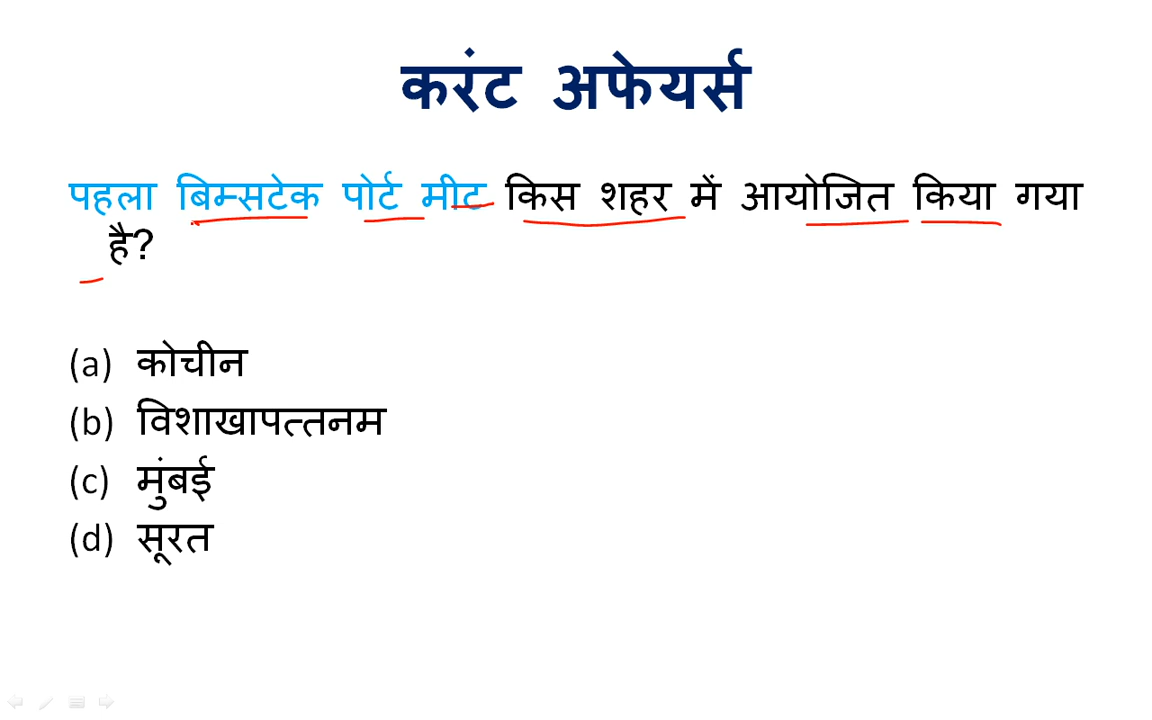 करंट अफेयर्स
पहला बिम्सटेक पोर्ट मीट किस शहर में आयोजित किया गया
है?
(a) कोचीन
(b) विशाखापत्तनम
(c) मुंबई
(d) सूरत